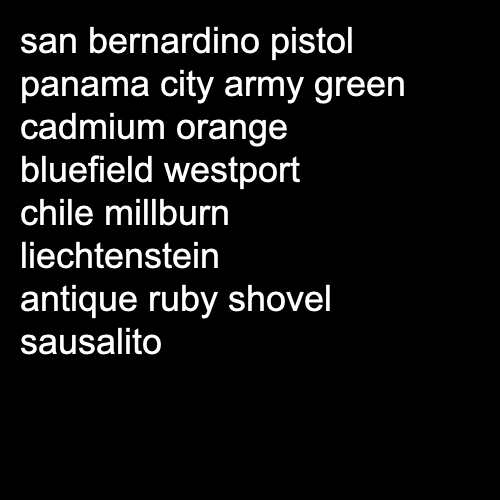 san bernardino pistol
panama city army green
cadmium orange
bluefield westport
chile millburn
liechtenstein
antique ruby shovel
sausalito